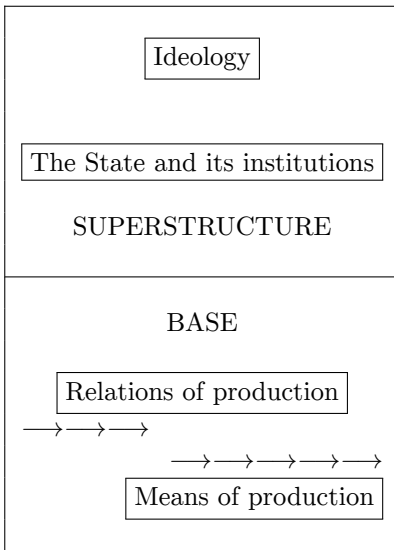 Ideology
The State and its institutions
SUPERSTRUCTURE
BASE
Relations of production
Means of production